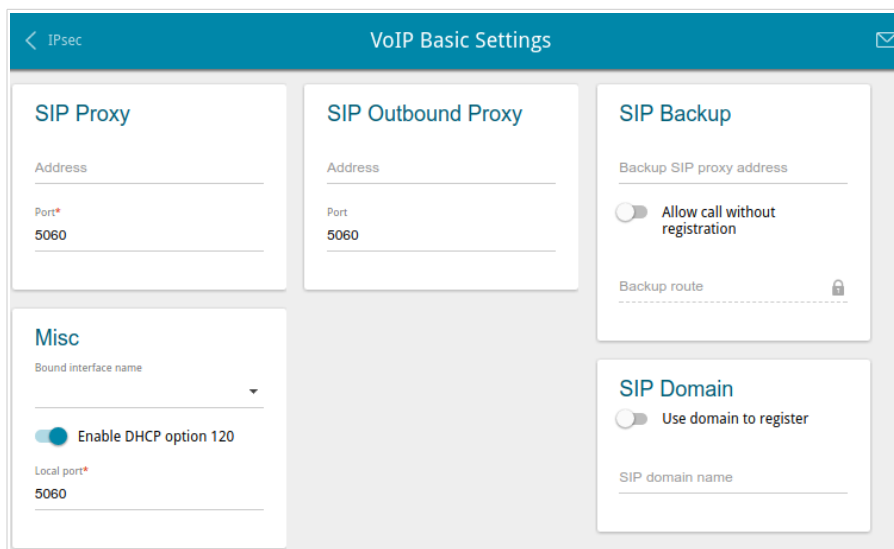 IPsec
VoIP Basic Settings
SIP Proxy
Address
Port*
5060
SIP Outbound Proxy
Address
Port
5060
SIP Backup
Backup SIP proxy address
Allow call without
registration
Backup route
Misc
Bound interface name
Enable DHCP option 120
Local port*
5060
SIP Domain
Use domain to register
SIP domain name